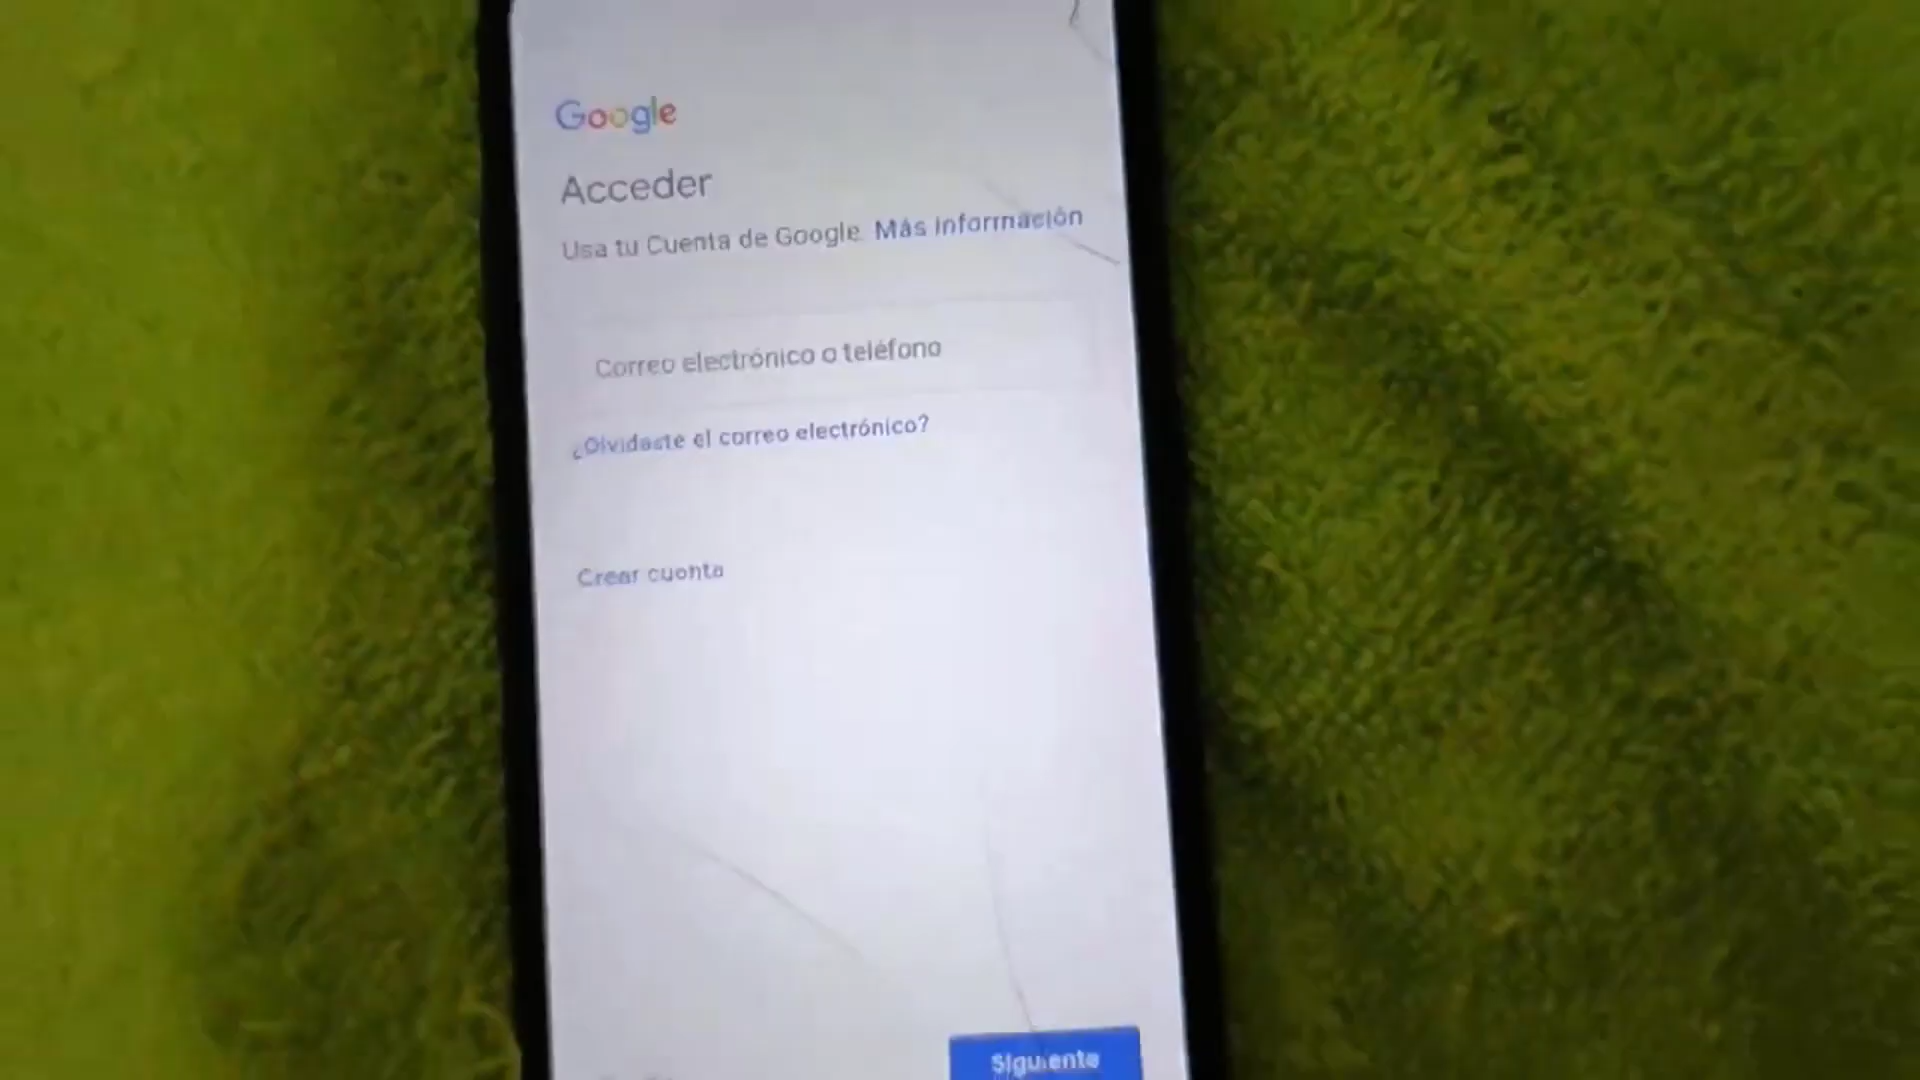 Google
Acceder
Usa tu Cuenta de Google. Más información
Correo electrónico o teléfono
¿Olvidaste el correo electrónico?
Crear cuenta
Siguiente